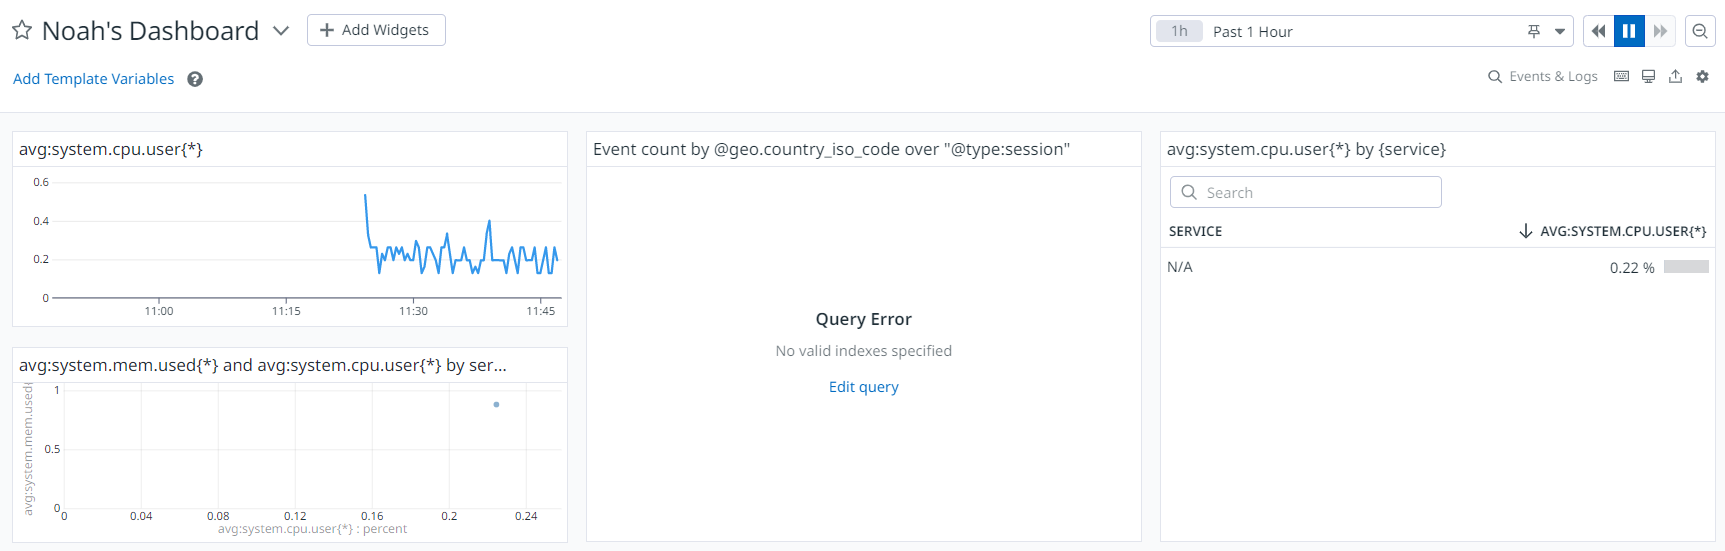 Noah's Dashboard
Add Widgets
1h Past 1 Hour
Add Template Variables ?
Events & Logs
avg:system.cpu.user{*}
0.6
0.4
0.2
0
11:00 11:15 11:30 11:45
avg:system.mem.used{*} and avg:system.cpu.user{*} by ser...
avg:system.mem.used{
1
0.5
0
0 0.04 0.08 0.12 0.16 0.2 0.24
avg:system.cpu.user{*} : percent
Event count by @geo.country_iso_code over "@type:session"
Query Error
No valid indexes specified
Edit query
avg:system.cpu.user{*} by {service}
Search
SERVICE AVG:SYSTEM.CPU.USER{*}
N/A 0.22 %